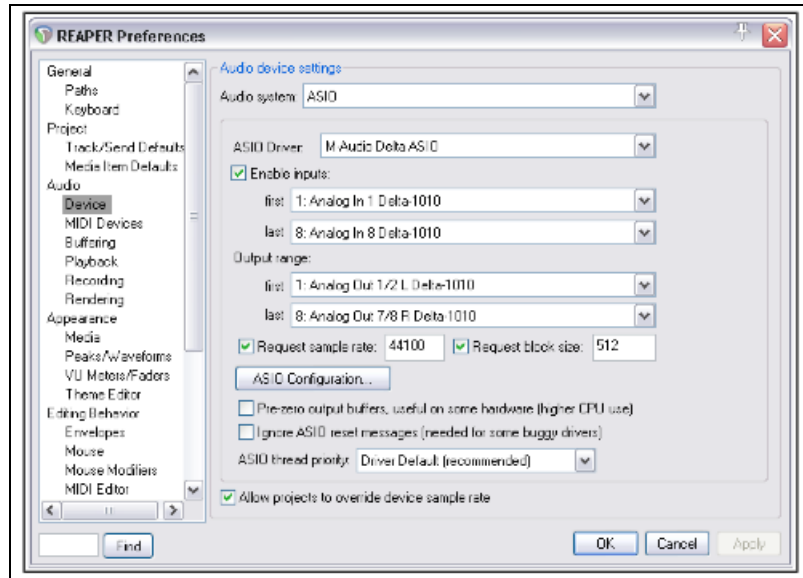 REAPER Preferences
General
Paths
Keyboard
Project
Track/Send Defaults
Media Item Defaults
Audio
Device
MIDI Devices
Buffering
Playback
Recording
Rendering
Appearance
Media
Peaks/Waveforms
VU Meters/Faders
Theme Editor
Editing Behavior
Envelopes
Mouse
Mouse Modifiers
MIDI Editor
Find
Audio device settings
Audio system: ASIO
ASIO Driver: M-Audio Delta ASIO
Enable inputs:
first 1: Analog In 1 Delta-1010
last 8: Analog In 8 Delta-1010
Output range:
first 1: Analog Out 1/2 L Delta-1010
last 8: Analog Out 7/8 R Delta-1010
Request sample rate: 44100 Request block size: 512
ASIO Configuration...
Pre-zero output buffers, useful on some hardware (higher CPU use)
Ignore ASIO reset messages (needed for some buggy drivers)
ASIO thread priority: Driver Default (recommended)
Allow projects to override device sample rate
OK Cancel Apply